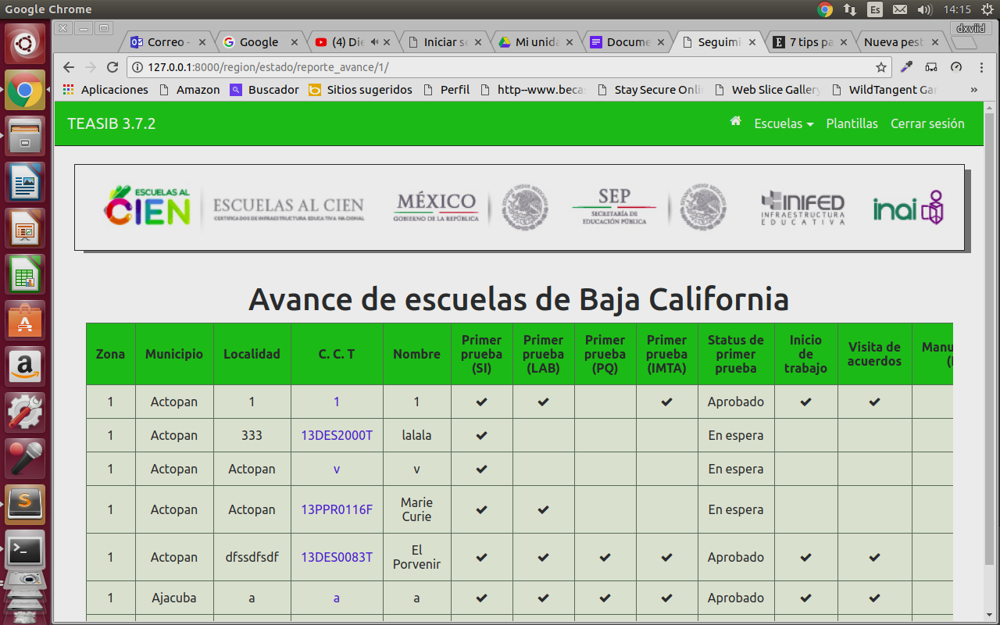 Google Chrome
Es
14:15
dxviid
Correo -
Google
(4) Die
Iniciar se
Mi unida
Docume
Seguimi
7 tips pa
Nueva pest
127.0.0.1:8000/region/estado/reporte_avance/1/
Aplicaciones
Amazon
Buscador
Sitios sugeridos
Perfil
http--www.beca
Stay Secure Onli
Web Slice Gallery
WildTangent Gar
»
TEASIB 3.7.2
Escuelas
Plantillas
Cerrar sesión
ESCUELAS AL
CIEN
ESCUELAS AL CIEN
CERTIFICADOS DE INFRAESTRUCTURA EDUCATIVA NACIONAL
MÉXICO
GOBIERNO DE LA REPÚBLICA
SEP
SECRETARÍA DE
EDUCACIÓN PÚBLICA
INIFED
INFRAESTRUCTURA
EDUCATIVA
inai
Avance de escuelas de Baja California
Zona Municipio Localidad C. C. T Nombre Primer prueba (SI) Primer prueba (LAB) Primer prueba (PQ) Primer prueba (IMTA) Status de primer prueba Inicio de trabajo Visita de acuerdos Manu (
1 Actopan 1 1 1 ✔ ✔ ✔ Aprobado ✔ ✔
1 Actopan 333 13DES2000T lalala ✔ En espera
1 Actopan Actopan v v ✔ En espera
1 Actopan Actopan 13PPR0116F Marie Curie ✔ ✔ En espera
1 Actopan dfssdfsdf 13DES0083T El Porvenir ✔ ✔ ✔ ✔ Aprobado ✔ ✔
1 Ajacuba a a a ✔ ✔ ✔ ✔ Aprobado ✔ ✔